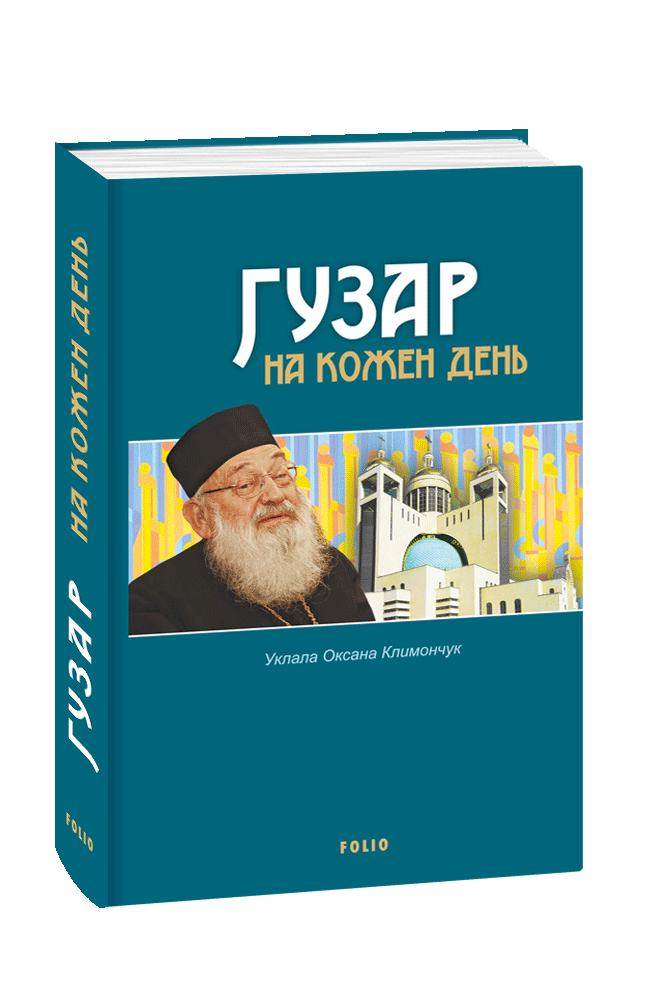 ГУЗАР
НА КОЖЕН ДЕНЬ
Уклала Оксана Климончук
FOLIO
ГУЗАР НА КОЖЕН ДЕНЬ
FOLIO